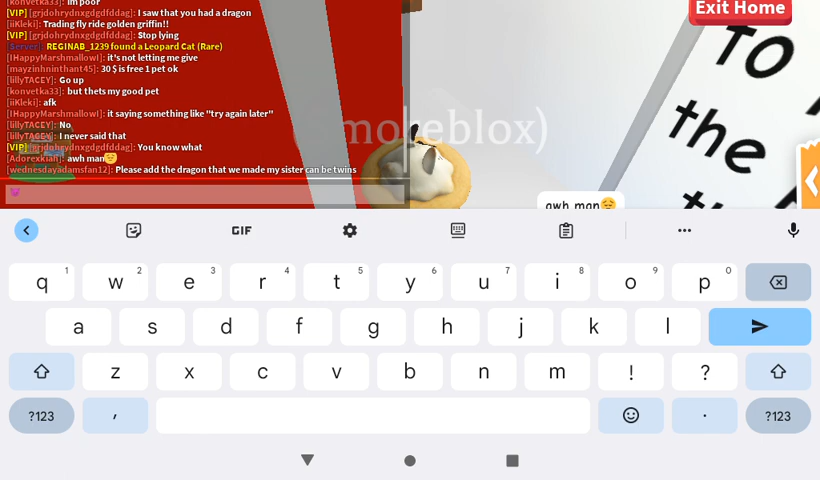 [konvetka33]: im poor
[VIP] [grjdohrydnxgdgdfddag]: I saw that you had a dragon
[iiKleki]: Trading fly ride golden griffin!!
[VIP] [grjdohrydnxgdgdfddag]: Stop lying
[Server]: REGINAB_1239 found a Leopard Cat (Rare)
[IHappyMarshmallowI]: it's not letting me give
[mayzinhninthant45]: 30 $ is free 1 pet ok
[lillyTACEY]: Go up
[konvetka33]: but thets my good pet
[iiKleki]: afk
[IHappyMarshmallowI]: it saying something like "try again later"
[lillyTACEY]: No
[lillyTACEY]: I never said that
[VIP] [grjdohrydnxgdgdfddag]: You know what
[Adorexkian]: awh man😔
[wednesdayadamsfan12]: Please add the dragon that we made my sister can be twins
Exit Home
To
the
awh man😔
GIF
q 1 w 2 e 3 r 4 t 5 y 6 u 7 i 8 o 9 p 0
a s d f g h j k l
z x c v b n m ! ?
?123 , . ?123